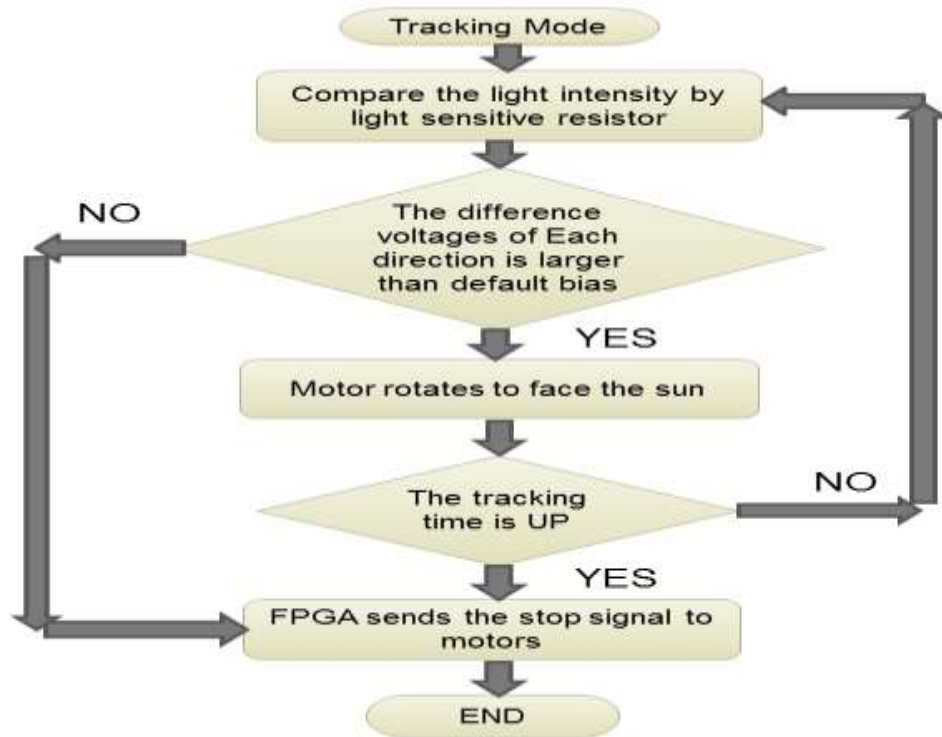 Tracking Mode
Compare the light intensity by
light sensitive resistor
NO
The difference
voltages of Each
direction is larger
than default bias
YES
Motor rotates to face the sun
The tracking
time is UP
NO
YES
FPGA sends the stop signal to
motors
END